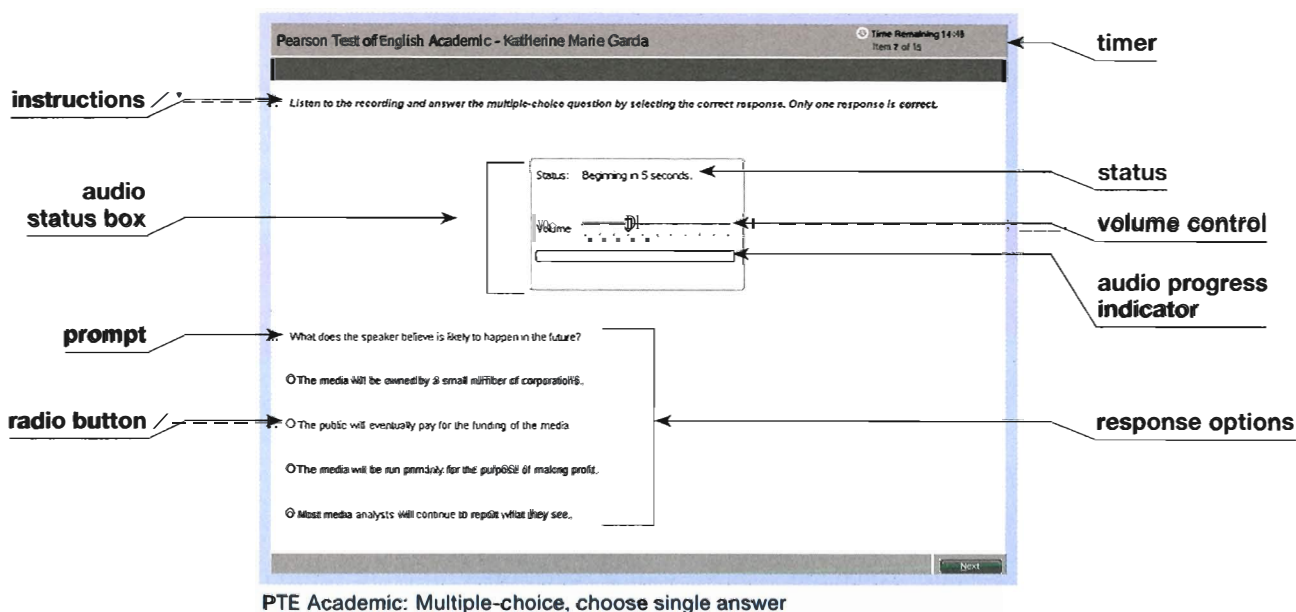 Pearson Test of English Academic - Katherine Marie Garcia
Time Remaining 14:48
Item 7 of 15
timer
instructions
Listen to the recording and answer the multiple-choice question by selecting the correct response. Only one response is correct.
audio
status box
Status: Beginning in 5 seconds.
status
Volume
volume control
audio progress
indicator
prompt
What does the speaker believe is likely to happen in the future?
The media will be owned by a small number of corporations.
radio button
The public will eventually pay for the funding of the media
response options
The media will be run primarily for the purpose of making profit.
Most media analysts will continue to report what they see.
Next
PTE Academic: Multiple-choice, choose single answer